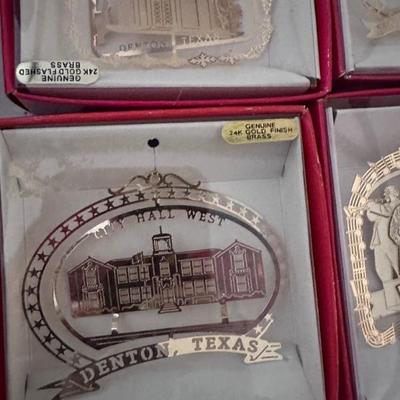 DENTON, TEXAS
GENUINE
24K GOLD FLASHED
BRASS
GENUINE
24K GOLD FINISH
BRASS
CITY HALL WEST
DENTON, TEXAS